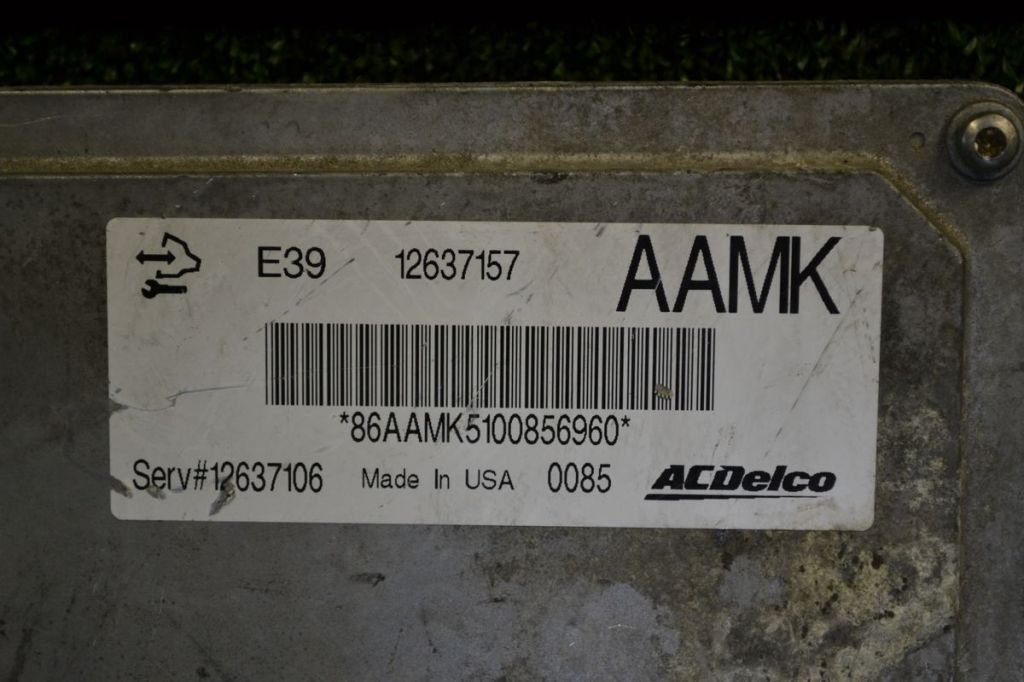 E39 12637157 AAMK
*86AAMK5100856960*
Serv#12637106 Made In USA 0085 ACDelco